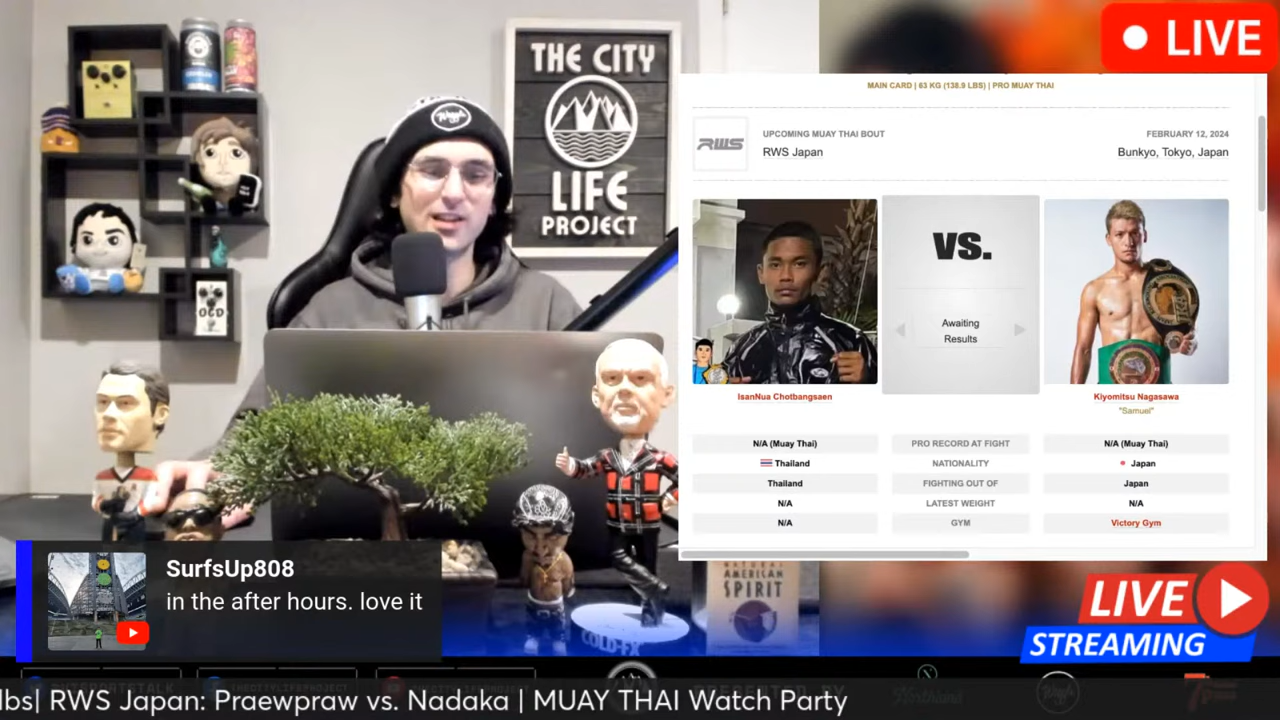 LIVE
THE CITY
LIFE
PROJECT
Wagyh
OCD
MAIN CARD | 63 KG (138.9 LBS) | PRO MUAY THAI
RWS
UPCOMING MUAY THAI BOUT
FEBRUARY 12, 2024
RWS Japan
Bunkyo, Tokyo, Japan
VS.
Awaiting
Results
IsanNua Chotbangsaen
Kiyomitsu Nagasawa
"Samuel"
N/A (Muay Thai)
PRO RECORD AT FIGHT
N/A (Muay Thai)
Thailand
NATIONALITY
Japan
Thailand
FIGHTING OUT OF
Japan
N/A
LATEST WEIGHT
N/A
N/A
GYM
Victory Gym
SurfsUp808
in the after hours. love it
NATURAL
AMERICAN
SPIRIT
COLD-FX
LIVE
STREAMING
lbs| RWS Japan: Praewpraw vs. Nadaka | MUAY THAI Watch Party